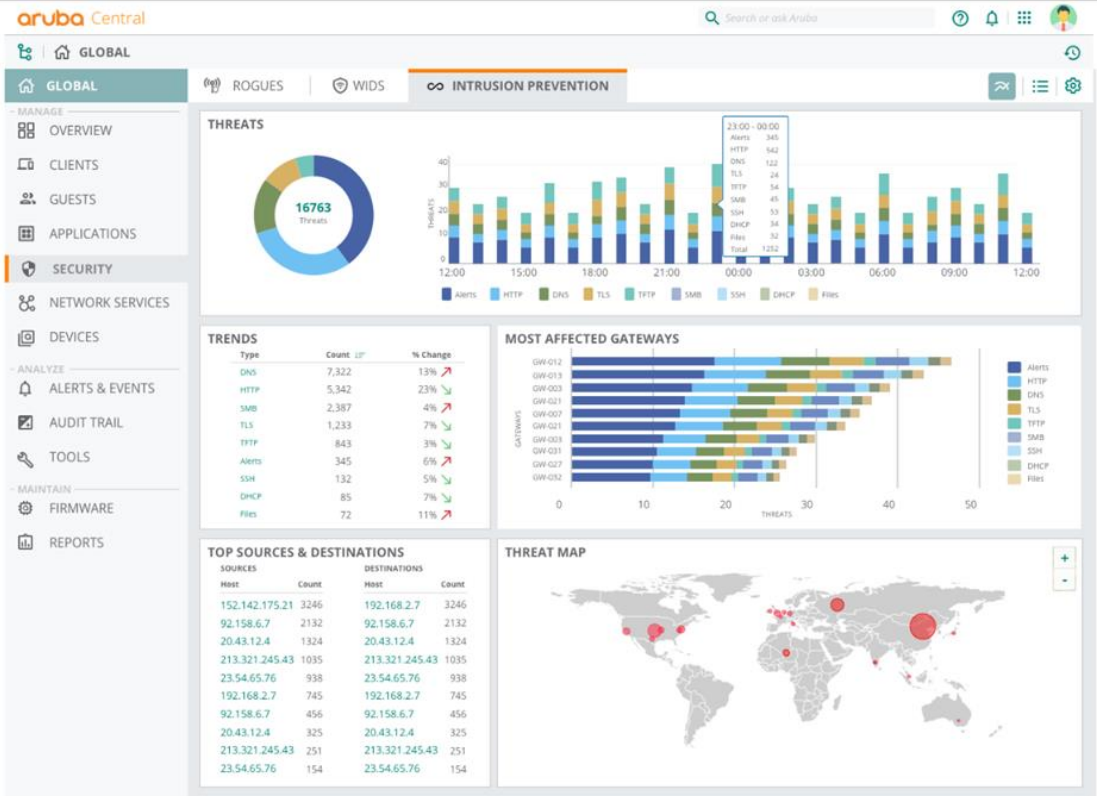 aruba Central
Search or ask Aruba
GLOBAL
GLOBAL
MANAGE
OVERVIEW
CLIENTS
GUESTS
APPLICATIONS
SECURITY
NETWORK SERVICES
DEVICES
ANALYZE
ALERTS & EVENTS
AUDIT TRAIL
TOOLS
MAINTAIN
FIRMWARE
REPORTS
ROGUES
WIDS
INTRUSION PREVENTION
THREATS
16763
Threats
THREATS
40
30
20
10
0
12:00 15:00 18:00 21:00 00:00 03:00 06:00 09:00 12:00
23:00 - 00:00
Alerts 345
HTTP 542
DNS 122
TLS 24
TFTP 54
SMB 45
SSH 53
DHCP 34
Files 32
Total 1252
Alerts HTTP DNS TLS TFTP SMB SSH DHCP Files
TRENDS
Type Count % Change
DNS 7,322 13%
HTTP 5,342 23%
SMB 2,387 4%
TLS 1,233 7%
TFTP 843 3%
Alerts 345 6%
SSH 132 5%
DHCP 85 7%
Files 72 11%
MOST AFFECTED GATEWAYS
GATEWAYS
GW-012
GW-013
GW-003
GW-021
GW-007
GW-021
GW-003
GW-031
GW-027
GW-032
0 10 20 30 40 50
THREATS
Alerts
HTTP
DNS
TLS
TFTP
SMB
SSH
DHCP
Files
TOP SOURCES & DESTINATIONS
SOURCES DESTINATIONS
Host Count Host Count
152.142.175.21 3246 192.168.2.7 3246
92.158.6.7 2132 92.158.6.7 2132
20.43.12.4 1324 20.43.12.4 1324
213.321.245.43 1035 213.321.245.43 1035
23.54.65.76 938 23.54.65.76 938
192.168.2.7 745 192.168.2.7 745
92.158.6.7 456 92.158.6.7 456
20.43.12.4 325 20.43.12.4 325
213.321.245.43 251 213.321.245.43 251
23.54.65.76 154 23.54.65.76 154
THREAT MAP
+
-